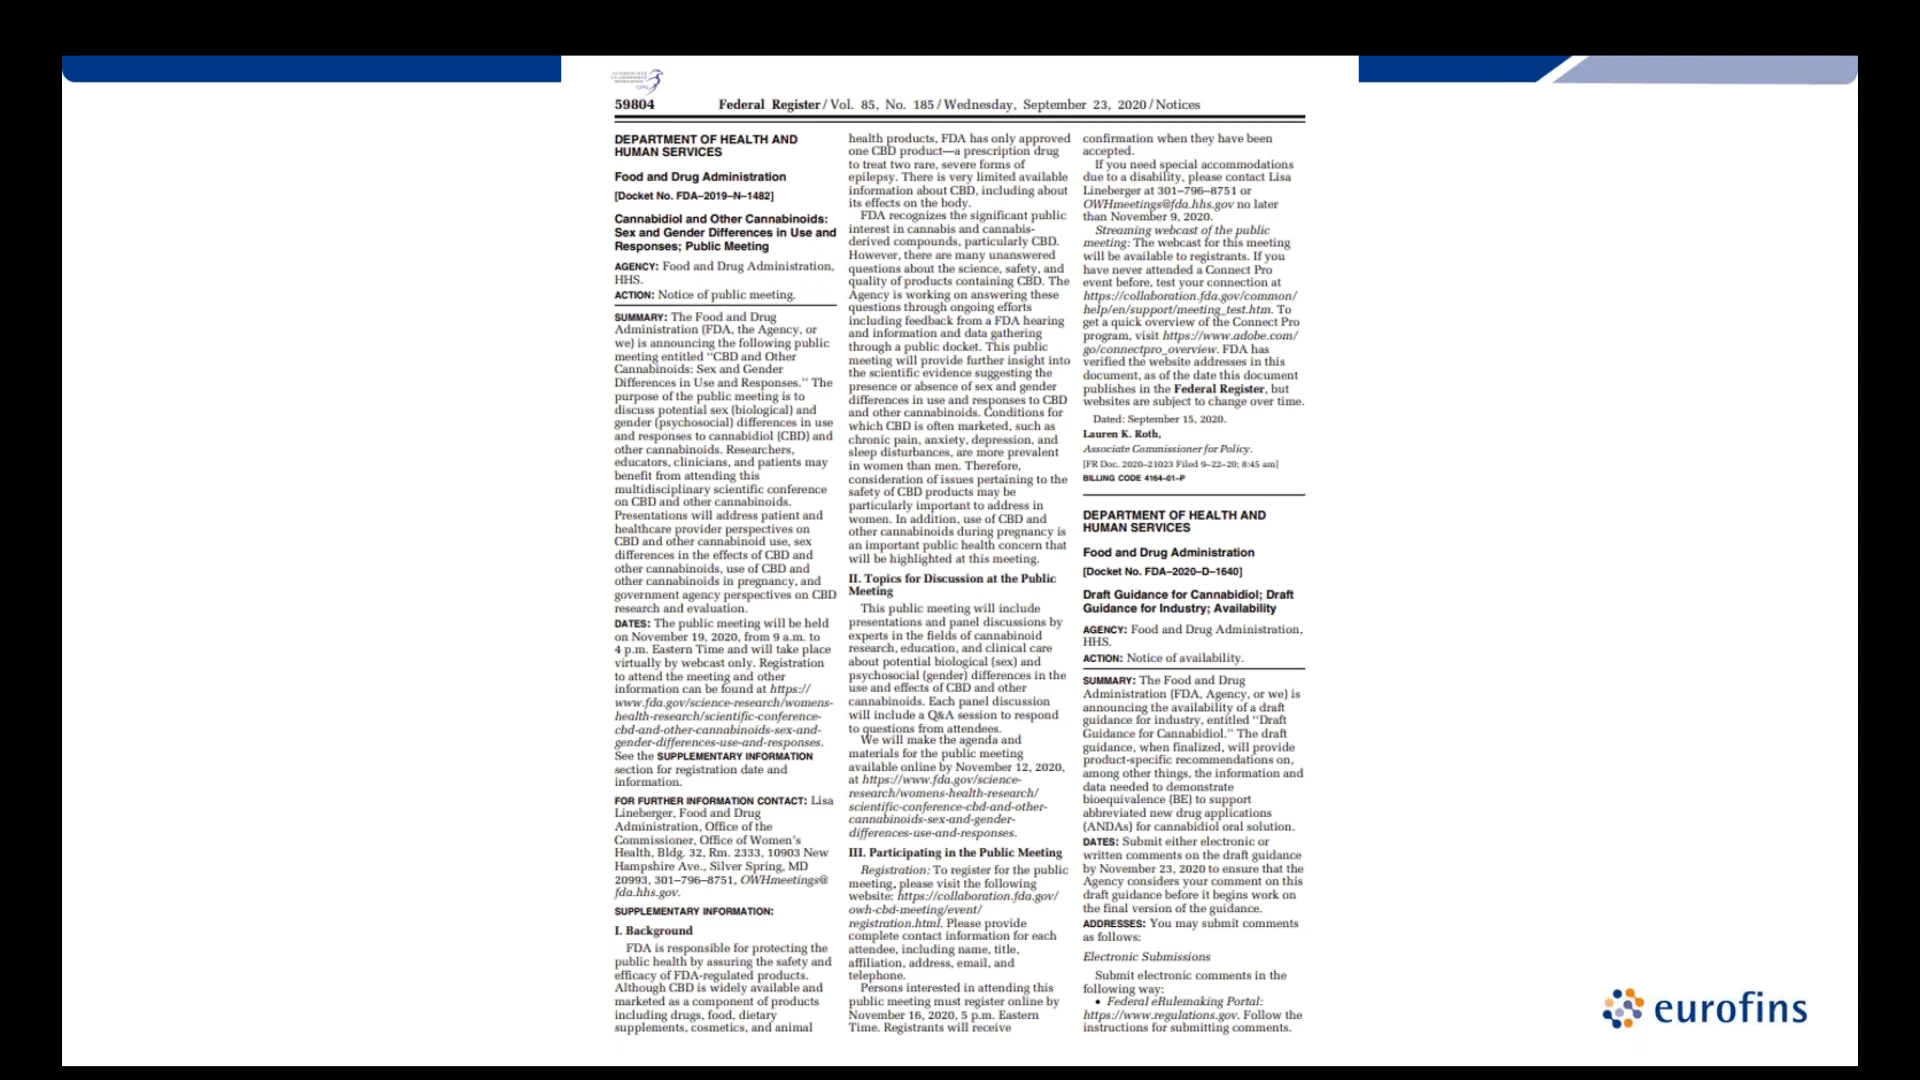 59804
Federal Register / Vol. 85, No. 185 / Wednesday, September 23, 2020 / Notices
DEPARTMENT OF HEALTH AND
HUMAN SERVICES
Food and Drug Administration
[Docket No. FDA–2019–N–1482]
Cannabidiol and Other Cannabinoids:
Sex and Gender Differences in Use and
Responses; Public Meeting
AGENCY: Food and Drug Administration,
HHS.
ACTION: Notice of public meeting.
SUMMARY: The Food and Drug
Administration (FDA, the Agency, or
we) is announcing the following public
meeting entitled “CBD and Other
Cannabinoids: Sex and Gender
Differences in Use and Responses.” The
purpose of the public meeting is to
discuss potential sex (biological) and
gender (psychosocial) differences in use
and responses to cannabidiol (CBD) and
other cannabinoids. Researchers,
educators, clinicians, and patients may
benefit from attending this
multidisciplinary scientific conference
on CBD and other cannabinoids.
Presentations will address patient and
healthcare provider perspectives on
CBD and other cannabinoid use, sex
differences in the effects of CBD and
other cannabinoids, use of CBD and
other cannabinoids in pregnancy, and
government agency perspectives on CBD
research and evaluation.
DATES: The public meeting will be held
on November 19, 2020, from 9 a.m. to
4 p.m. Eastern Time and will take place
virtually by webcast only. Registration
to attend the meeting and other
information can be found at https://
www.fda.gov/science-research/womens-
health-research/scientific-conference-
cbd-and-other-cannabinoids-sex-and-
gender-differences-use-and-responses.
See the SUPPLEMENTARY INFORMATION
section for registration date and
information.
FOR FURTHER INFORMATION CONTACT: Lisa
Lineberger, Food and Drug
Administration, Office of the
Commissioner, Office of Women’s
Health, Bldg. 32, Rm. 2333, 10903 New
Hampshire Ave., Silver Spring, MD
20993, 301–796–8751, OWHmeetings@
fda.hhs.gov.
SUPPLEMENTARY INFORMATION:
I. Background
FDA is responsible for protecting the
public health by assuring the safety and
efficacy of FDA-regulated products.
Although CBD is widely available and
marketed as a component of products
including drugs, food, dietary
supplements, cosmetics, and animal
health products, FDA has only approved
one CBD product—a prescription drug
to treat two rare, severe forms of
epilepsy. There is very limited available
information about CBD, including about
its effects on the body.
FDA recognizes the significant public
interest in cannabis and cannabis-
derived compounds, particularly CBD.
However, there are many unanswered
questions about the science, safety, and
quality of products containing CBD. The
Agency is working on answering these
questions through ongoing efforts
including feedback from a FDA hearing
and information and data gathering
through a public docket. This public
meeting will provide further insight into
the scientific evidence suggesting the
presence or absence of sex and gender
differences in use and responses to CBD
and other cannabinoids. Conditions for
which CBD is often marketed, such as
chronic pain, anxiety, depression, and
sleep disturbances, are more prevalent
in women than men. Therefore,
consideration of issues pertaining to the
safety of CBD products may be
particularly important to address in
women. In addition, use of CBD and
other cannabinoids during pregnancy is
an important public health concern that
will be highlighted at this meeting.
II. Topics for Discussion at the Public
Meeting
This public meeting will include
presentations and panel discussions by
experts in the fields of cannabinoid
research, education, and clinical care
about potential biological (sex) and
psychosocial (gender) differences in the
use and effects of CBD and other
cannabinoids. Each panel discussion
will include a Q&A session to respond
to questions from attendees.
We will make the agenda and
materials for the public meeting
available online by November 12, 2020,
at https://www.fda.gov/science-
research/womens-health-research/
scientific-conference-cbd-and-other-
cannabinoids-sex-and-gender-
differences-use-and-responses.
III. Participating in the Public Meeting
Registration: To register for the public
meeting, please visit the following
website: https://collaboration.fda.gov/
owh-cbd-meeting/event/
registration.html. Please provide
complete contact information for each
attendee, including name, title,
affiliation, address, email, and
telephone.
Persons interested in attending this
public meeting must register online by
November 16, 2020, 5 p.m. Eastern
Time. Registrants will receive
confirmation when they have been
accepted.
If you need special accommodations
due to a disability, please contact Lisa
Lineberger at 301–796–8751 or
OWHmeetings@fda.hhs.gov no later
than November 9, 2020.
Streaming webcast of the public
meeting: The webcast for this meeting
will be available to registrants. If you
have never attended a Connect Pro
event before, test your connection at
https://collaboration.fda.gov/common/
help/en/support/meeting_test.htm. To
get a quick overview of the Connect Pro
program, visit https://www.adobe.com/
go/connectpro_overview. FDA has
verified the website addresses in this
document, as of the date this document
publishes in the Federal Register, but
websites are subject to change over time.
Dated: September 15, 2020.
Lauren K. Roth,
Associate Commissioner for Policy.
[FR Doc. 2020–21023 Filed 9–22–20; 8:45 am]
BILLING CODE 4164–01–P
DEPARTMENT OF HEALTH AND
HUMAN SERVICES
Food and Drug Administration
[Docket No. FDA–2020–D–1640]
Draft Guidance for Cannabidiol; Draft
Guidance for Industry; Availability
AGENCY: Food and Drug Administration,
HHS.
ACTION: Notice of availability.
SUMMARY: The Food and Drug
Administration (FDA, Agency, or we) is
announcing the availability of a draft
guidance for industry, entitled “Draft
Guidance for Cannabidiol.” The draft
guidance, when finalized, will provide
product-specific recommendations on,
among other things, the information and
data needed to demonstrate
bioequivalence (BE) to support
abbreviated new drug applications
(ANDAs) for cannabidiol oral solution.
DATES: Submit either electronic or
written comments on the draft guidance
by November 23, 2020 to ensure that the
Agency considers your comment on this
draft guidance before it begins work on
the final version of the guidance.
ADDRESSES: You may submit comments
as follows:
Electronic Submissions
Submit electronic comments in the
following way:
• Federal eRulemaking Portal:
https://www.regulations.gov. Follow the
instructions for submitting comments.
eurofins